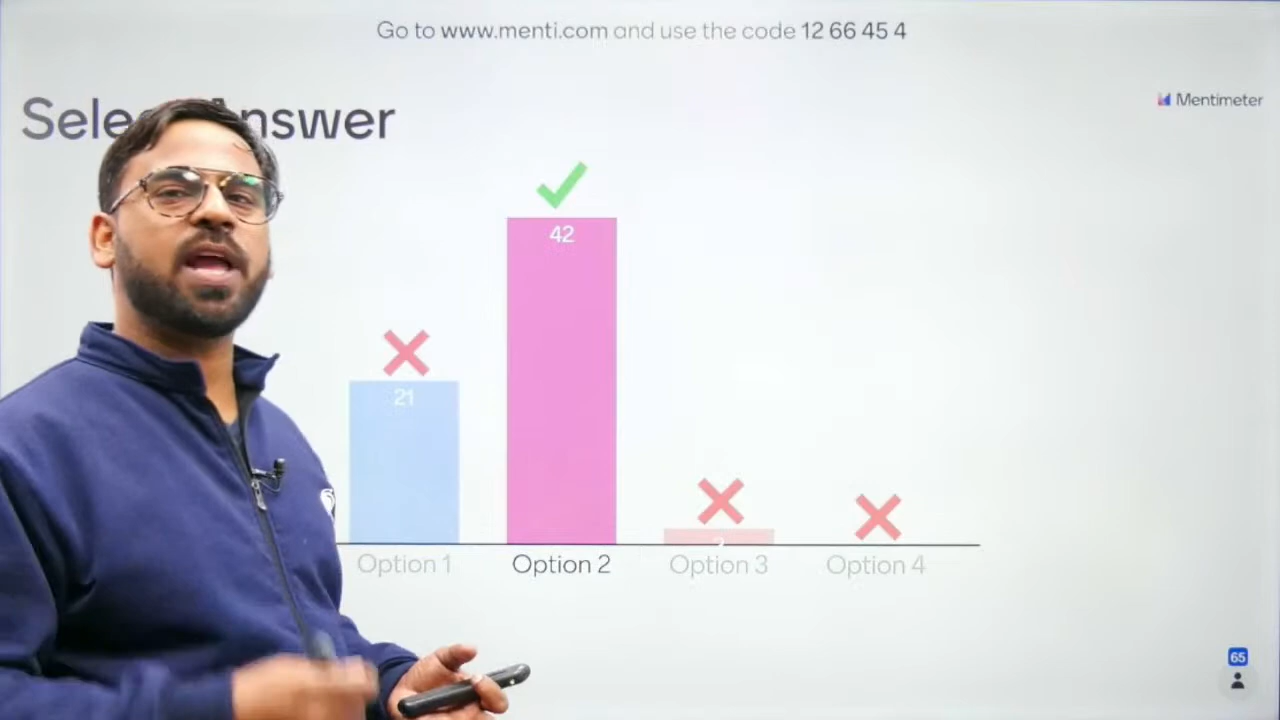 Go to www.menti.com and use the code 12 66 45 4
Mentimeter
Sele nswer
42
21
2
Option 1
Option 2
Option 3
Option 4
65